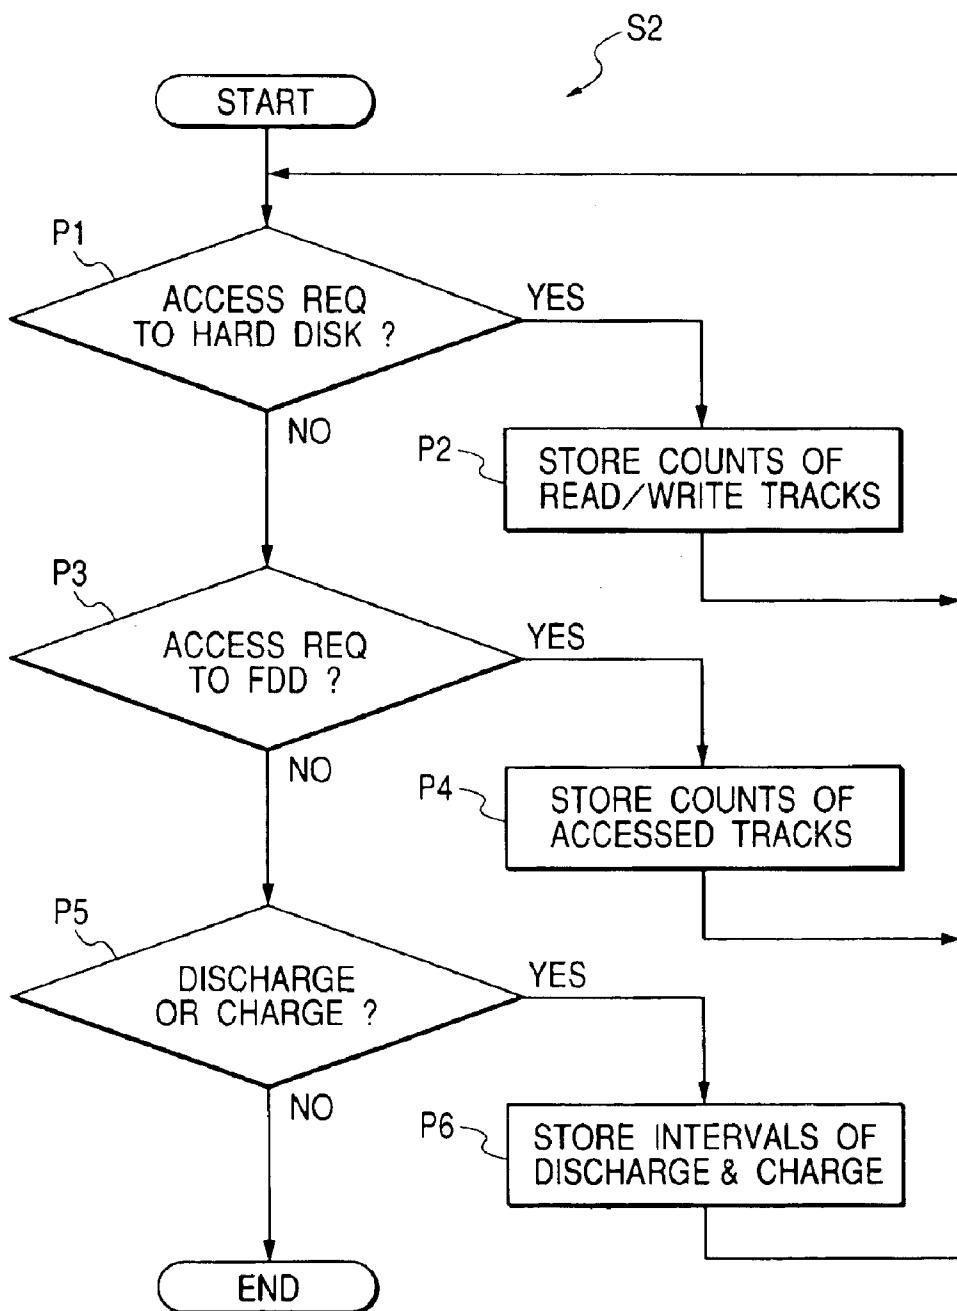 S2
START
P1
ACCESS REQ
TO HARD DISK ?
YES
NO
P2
STORE COUNTS OF
READ/WRITE TRACKS
P3
ACCESS REQ
TO FDD ?
YES
NO
P4
STORE COUNTS OF
ACCESSED TRACKS
P5
DISCHARGE
OR CHARGE ?
YES
NO
P6
STORE INTERVALS OF
DISCHARGE & CHARGE
END